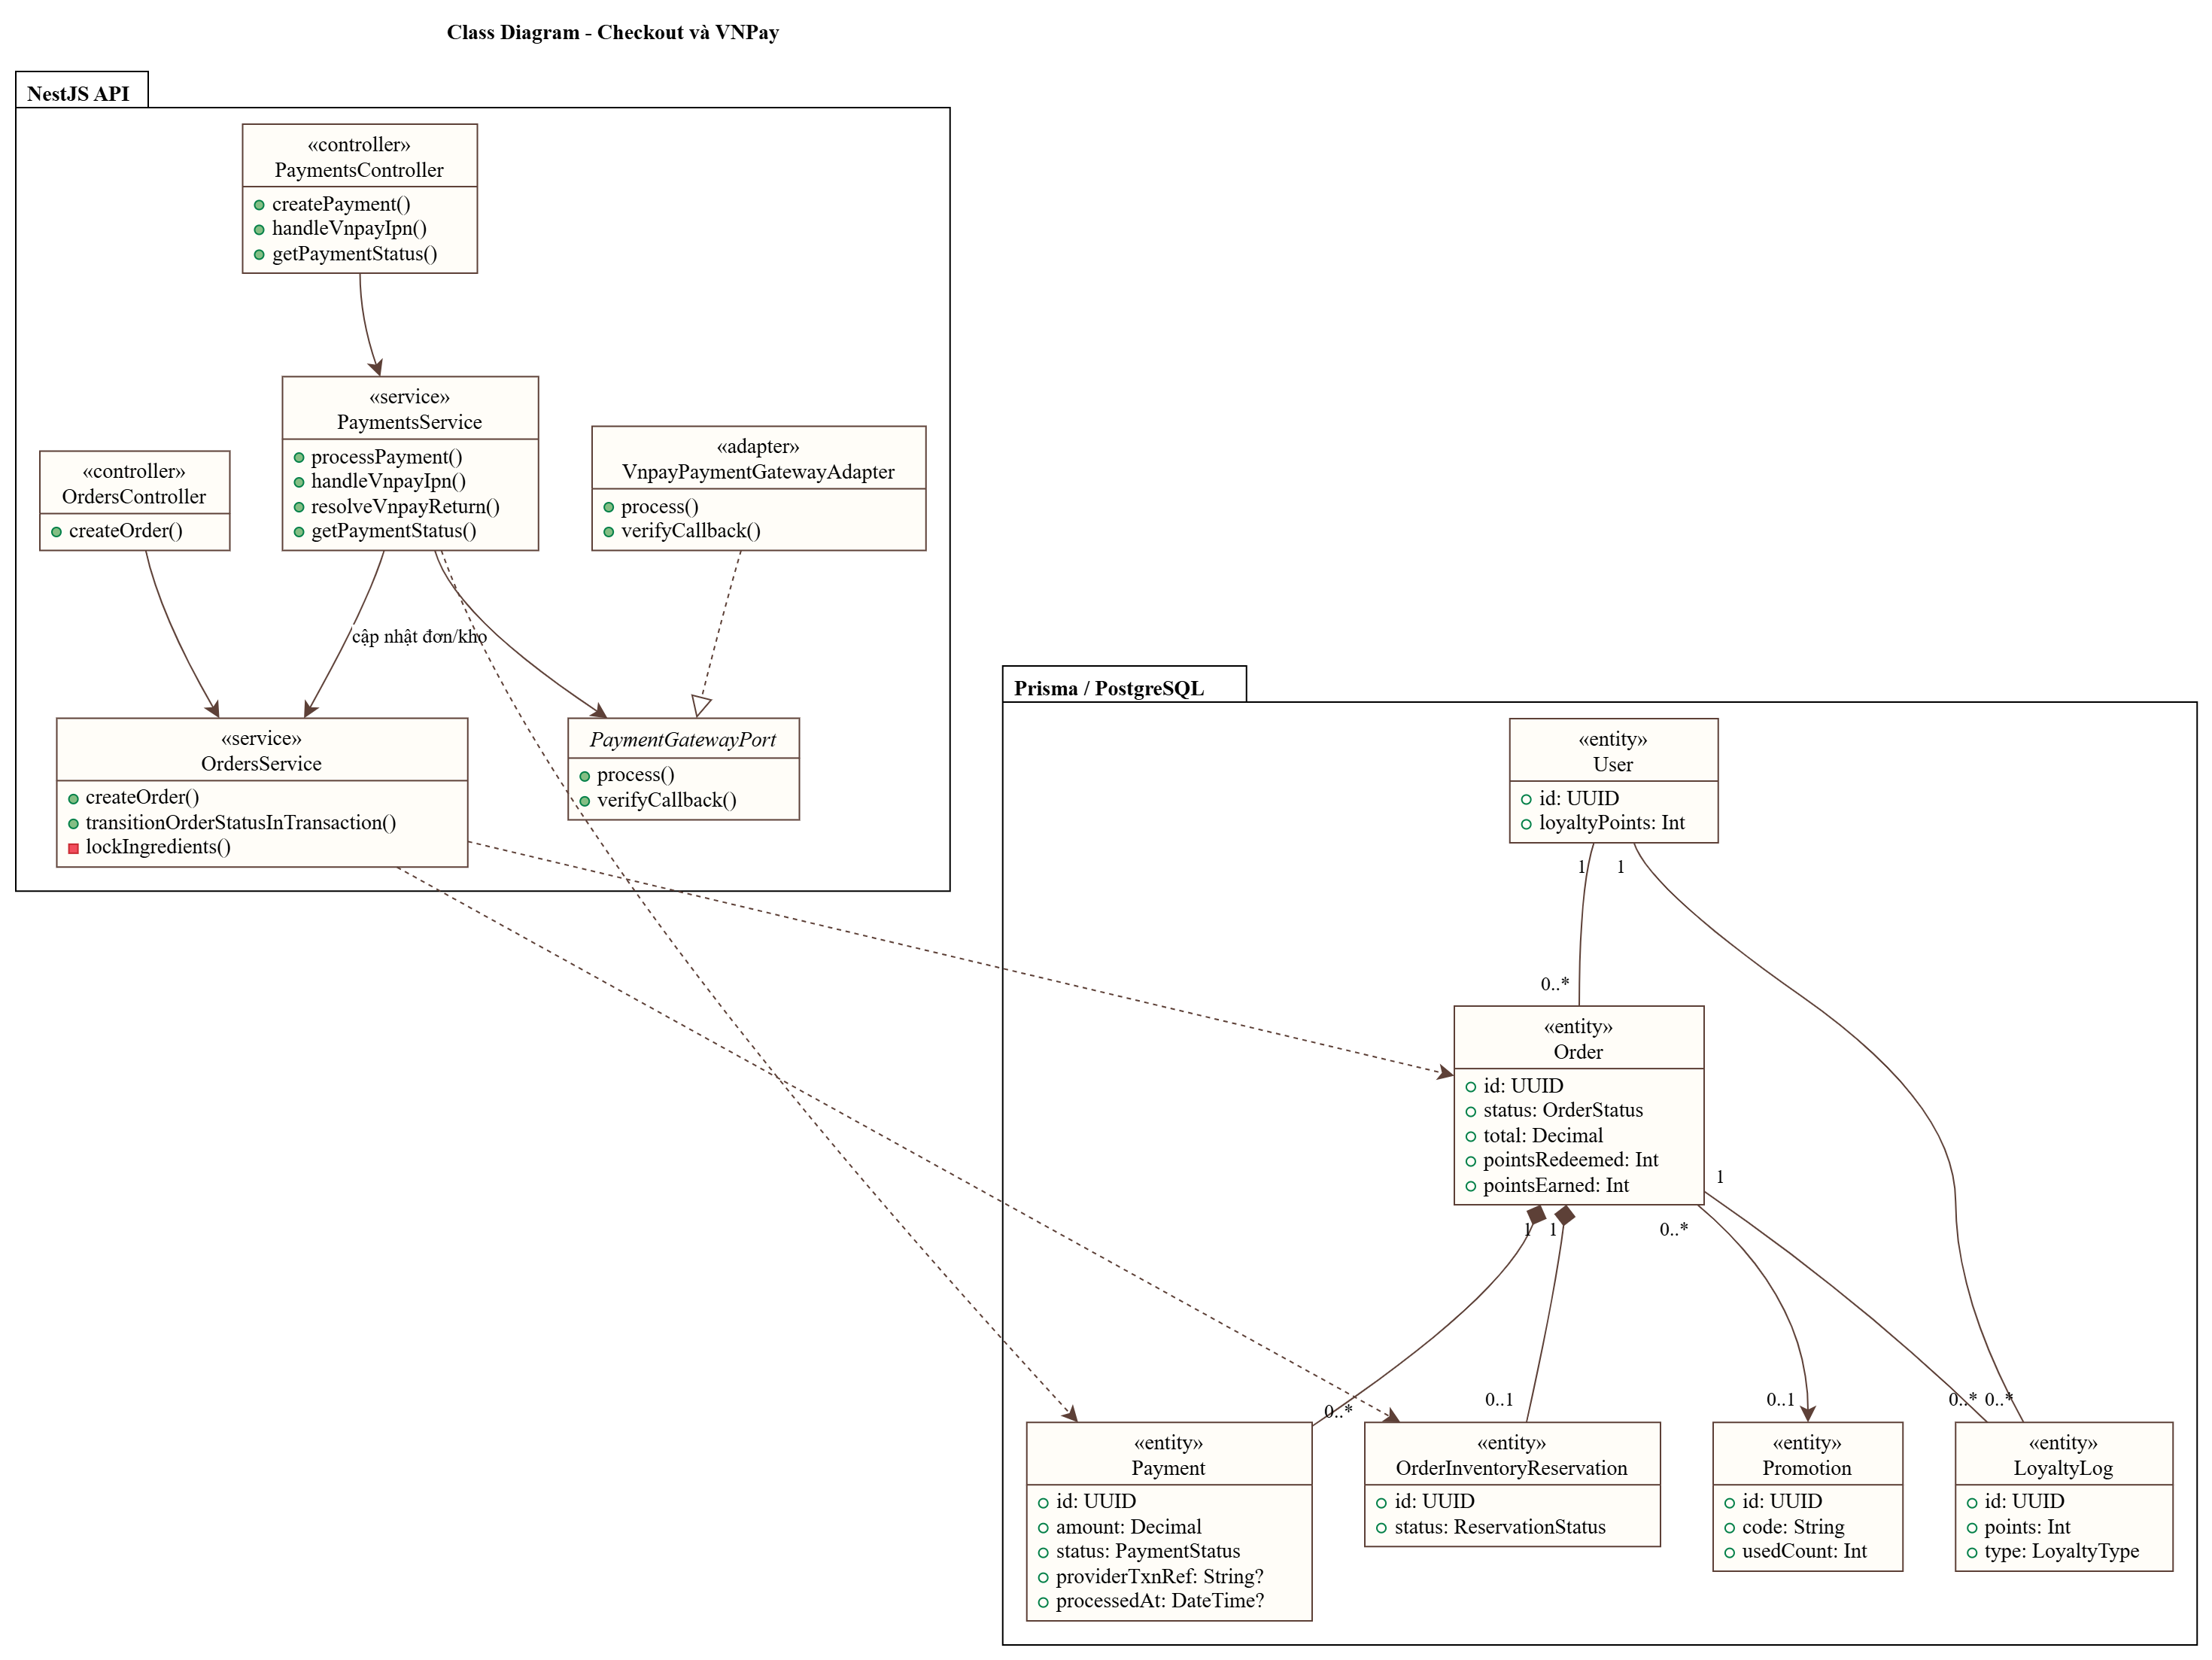 Class Diagram - Checkout và VNPay
NestJS API
«controller»
PaymentsController
createPayment()
handleVnpayIpn()
getPaymentStatus()
«service»
PaymentsService
processPayment()
handleVnpayIpn()
resolveVnpayReturn()
getPaymentStatus()
«adapter»
VnpayPaymentGatewayAdapter
process()
verifyCallback()
«controller»
OrdersController
createOrder()
cập nhật đơn/kho
«service»
OrdersService
createOrder()
transitionOrderStatusInTransaction()
lockIngredients()
PaymentGatewayPort
process()
verifyCallback()
Prisma / PostgreSQL
«entity»
User
id: UUID
loyaltyPoints: Int
1
1
0..*
«entity»
Order
id: UUID
status: OrderStatus
total: Decimal
pointsRedeemed: Int
pointsEarned: Int
1
1
1
0..*
0..*
0..1
0..1
0..*
0..*
«entity»
Payment
id: UUID
amount: Decimal
status: PaymentStatus
providerTxnRef: String?
processedAt: DateTime?
«entity»
OrderInventoryReservation
id: UUID
status: ReservationStatus
«entity»
Promotion
id: UUID
code: String
usedCount: Int
«entity»
LoyaltyLog
id: UUID
points: Int
type: LoyaltyType